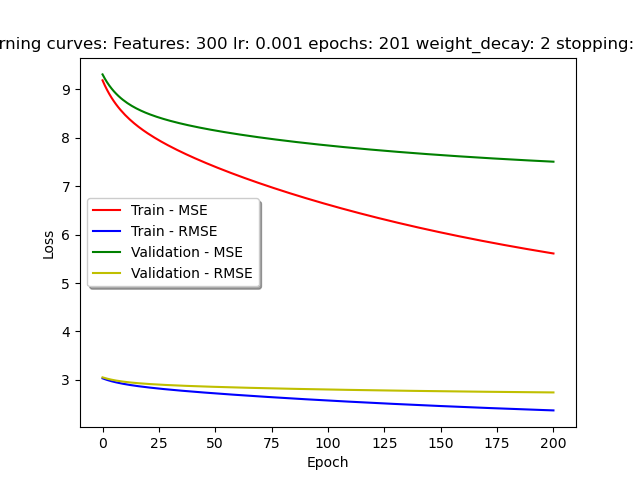 rning curves: Features: 300 lr: 0.001 epochs: 201 weight_decay: 2 stopping:
9
8
7
6
5
4
3
Loss
Train - MSE
Train - RMSE
Validation - MSE
Validation - RMSE
0 25 50 75 100 125 150 175 200
Epoch